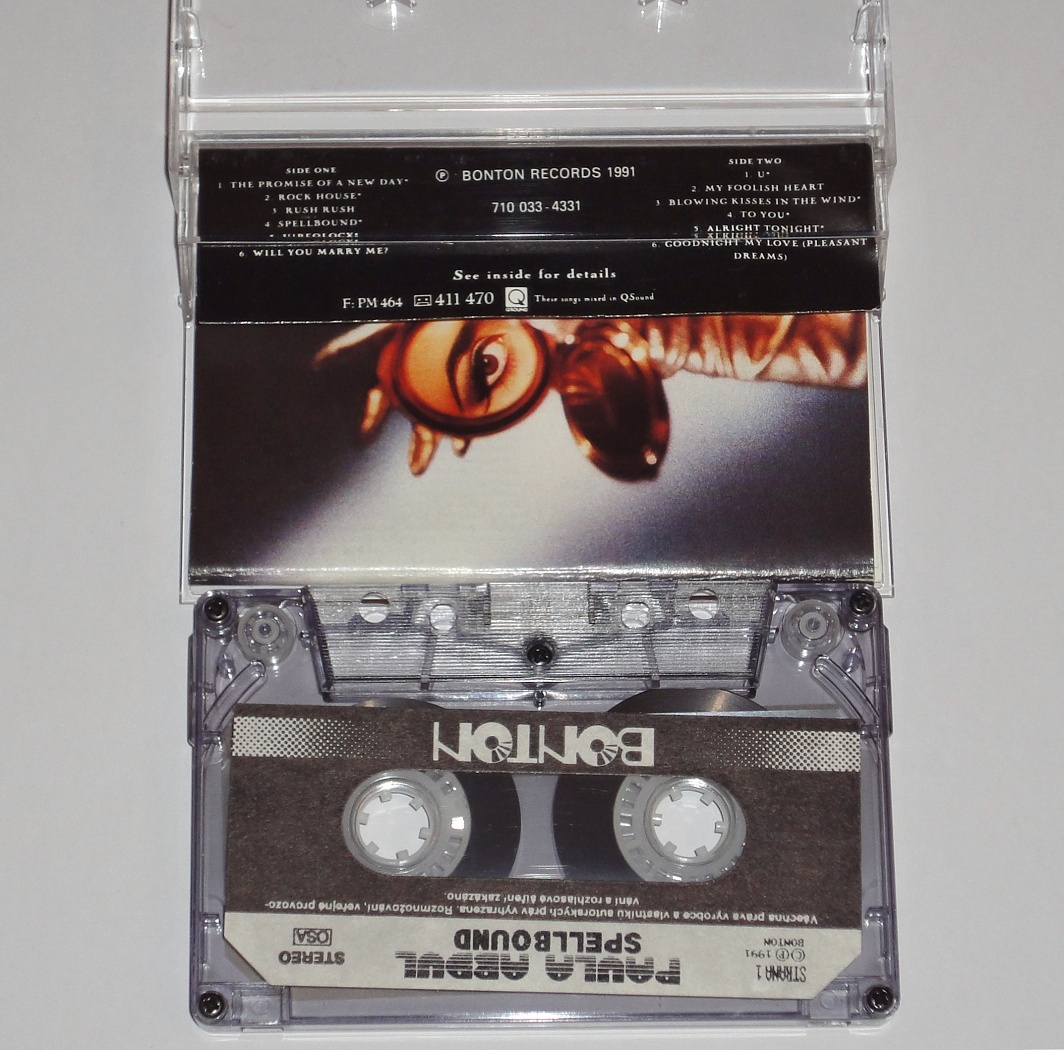 SIDE ONE
1 THE PROMISE OF A NEW DAY*
2 ROCK HOUSE*
3 RUSH RUSH
4 SPELLBOUND*
6 WILL YOU MARRY ME?
Ⓟ BONTON RECORDS 1991
710 033-4331
SIDE TWO
1. U*
2 MY FOOLISH HEART
3 BLOWING KISSES IN THE WIND*
4 TO YOU*
5 ALRIGHT TONIGHT*
6. GOODNIGHT MY LOVE (PLEASANT
DREAMS)
See inside for details
F: PM 464 411 470 Q QSOUND These songs mixed in QSound
BONTON
Všechna práva výrobce a vlastníku autorských práv vyhrazena. Rozmnožování, veřejné provozo-
vání a rozhlasové šíření zakázáno.
STRANA 1
Ⓒ Ⓟ 1991
BONTON
PAULA ABDUL
SPELLBOUND
STEREO
OSA